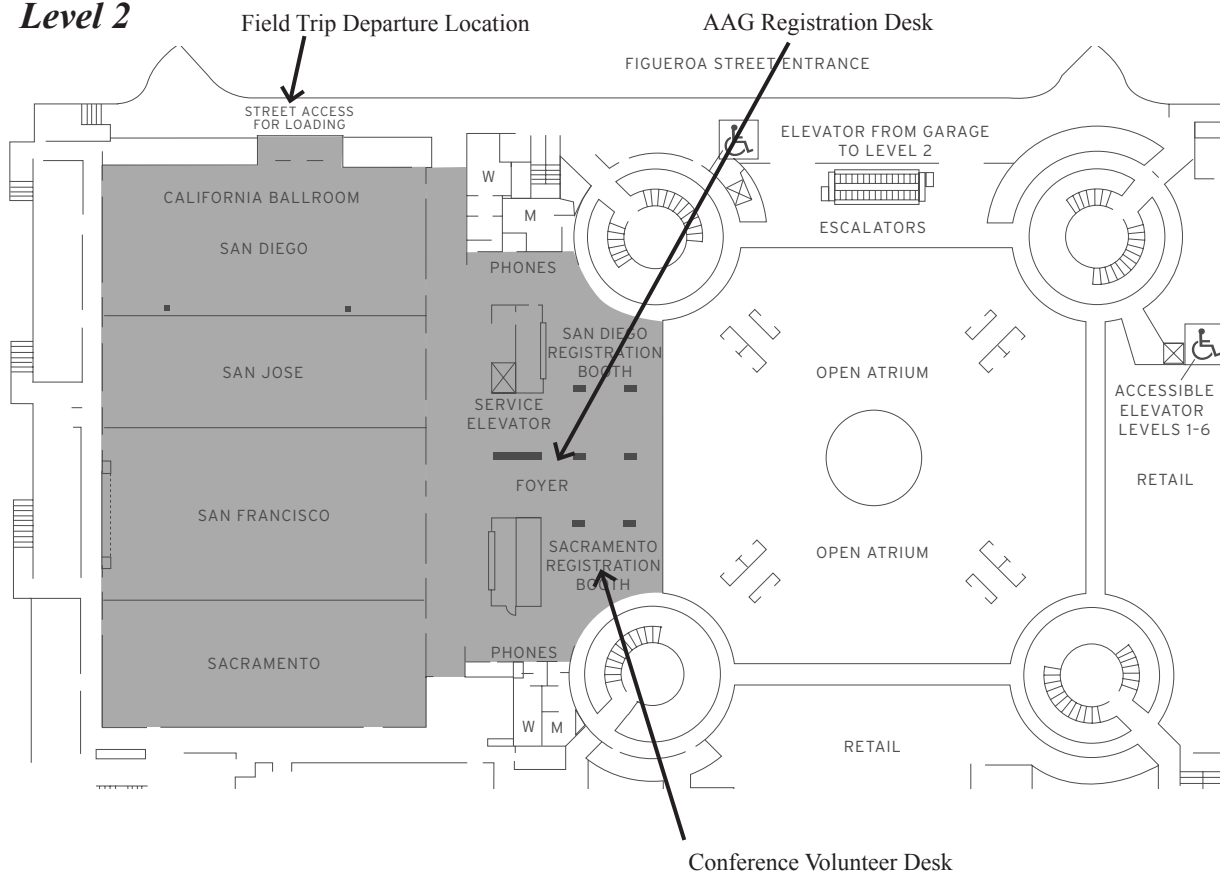 Level 2
Field Trip Departure Location
AAG Registration Desk
FIGUEROA STREET ENTRANCE
STREET ACCESS
FOR LOADING
ELEVATOR FROM GARAGE
TO LEVEL 2
W
M
CALIFORNIA BALLROOM
ESCALATORS
SAN DIEGO
PHONES
SAN DIEGO
REGISTRATION
BOOTH
SAN JOSE
OPEN ATRIUM
SERVICE
ELEVATOR
ACCESSIBLE
ELEVATOR
LEVELS 1-6
RETAIL
FOYER
SAN FRANCISCO
SACRAMENTO
REGISTRATION
BOOTH
OPEN ATRIUM
PHONES
SACRAMENTO
W
M
RETAIL
Conference Volunteer Desk